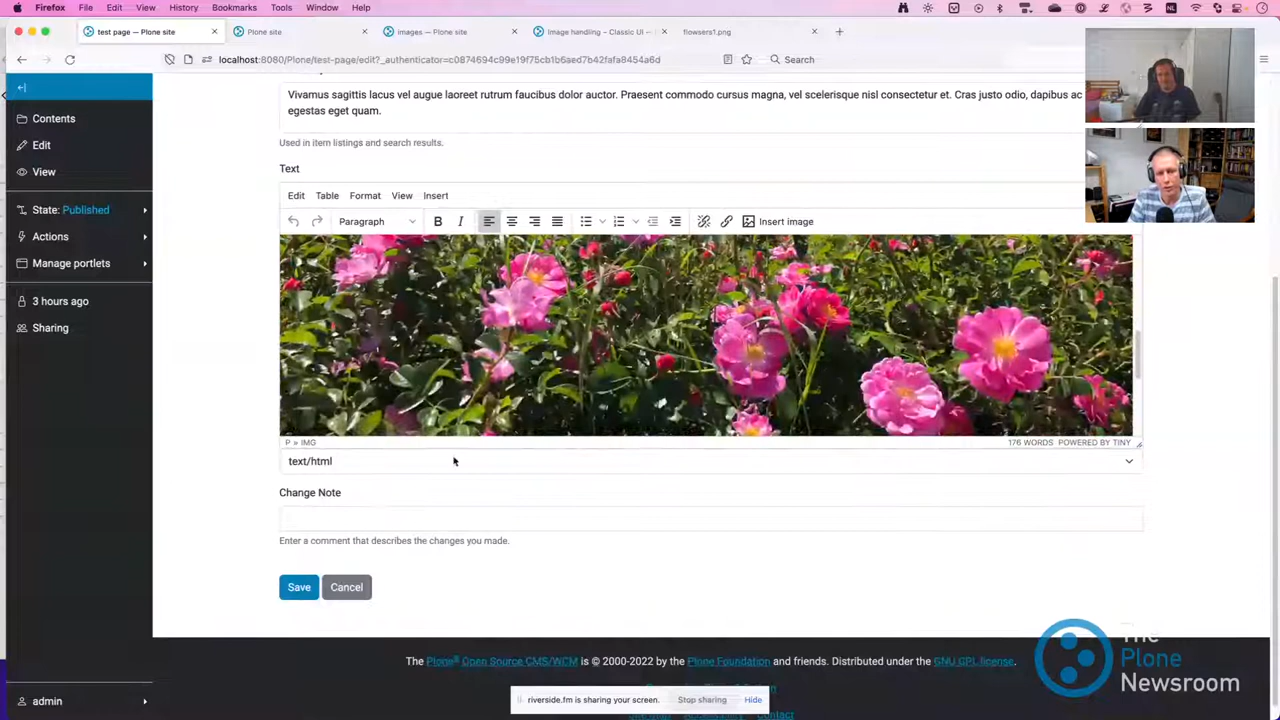 Firefox File Edit View History Bookmarks Tools Window Help
test page — Plone site
Plone site
images — Plone site
Image handling – Classic UI –
flowsers1.png
localhost:8080/Plone/test-page/edit?_authenticator=c0874694c99e19f75cb1b5aed7b42fafa8454a6d
Search
Contents
Edit
View
State: Published
Actions
Manage portlets
3 hours ago
Sharing
admin
Vivamus sagittis lacus vel augue laoreet rutrum faucibus dolor auctor. Praesent commodo cursus magna, vel scelerisque nisl consectetur et. Cras justo odio, dapibus ac
egestas eget quam.
Used in item listings and search results.
Text
Edit Table Format View Insert
Paragraph B I Insert image
P » IMG 176 WORDS POWERED BY TINY
text/html
Change Note
Enter a comment that describes the changes you made.
Save Cancel
The Plone® Open Source CMS/WCM is © 2000-2022 by the Plone Foundation and friends. Distributed under the GNU GPL license.
riverside.fm is sharing your screen. Stop sharing Hide
Contact
The
Plone
Newsroom